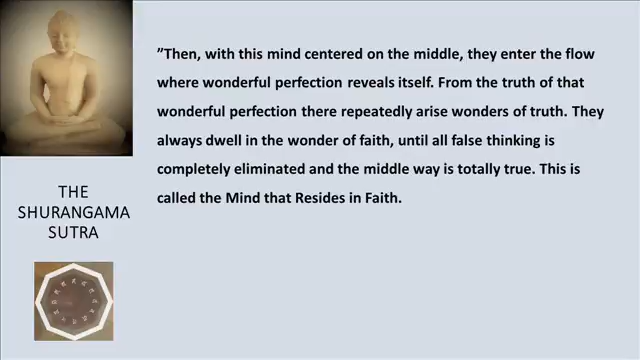 ”Then, with this mind centered on the middle, they enter the flow
where wonderful perfection reveals itself. From the truth of that
wonderful perfection there repeatedly arise wonders of truth. They
always dwell in the wonder of faith, until all false thinking is
completely eliminated and the middle way is totally true. This is
called the Mind that Resides in Faith.
THE
SHURANGAMA
SUTRA